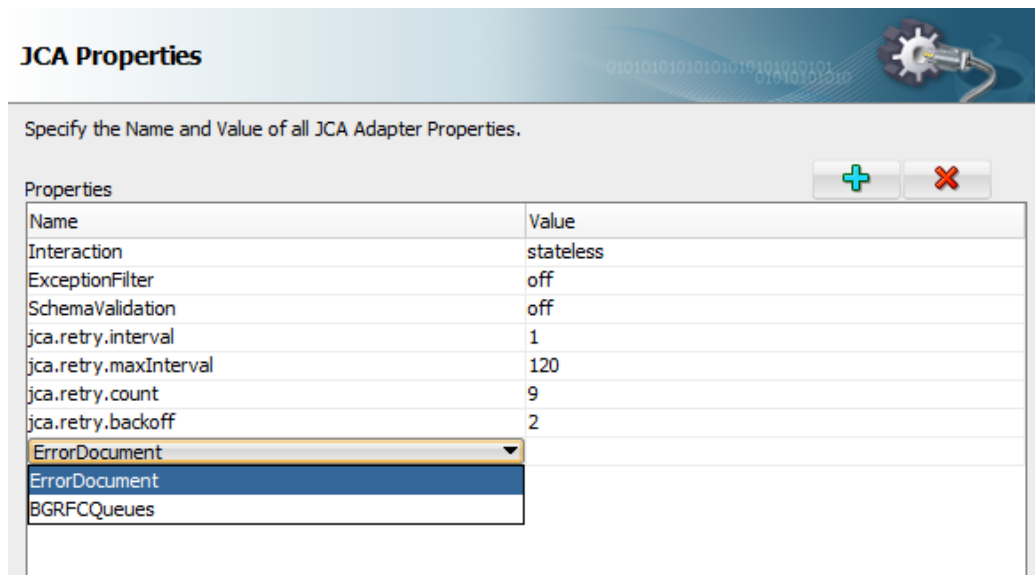 JCA Properties
Specify the Name and Value of all JCA Adapter Properties.
Properties
Name Value
Interaction stateless
ExceptionFilter off
SchemaValidation off
jca.retry.interval 1
jca.retry.maxInterval 120
jca.retry.count 9
jca.retry.backoff 2
ErrorDocument
ErrorDocument
BGRFCQueues